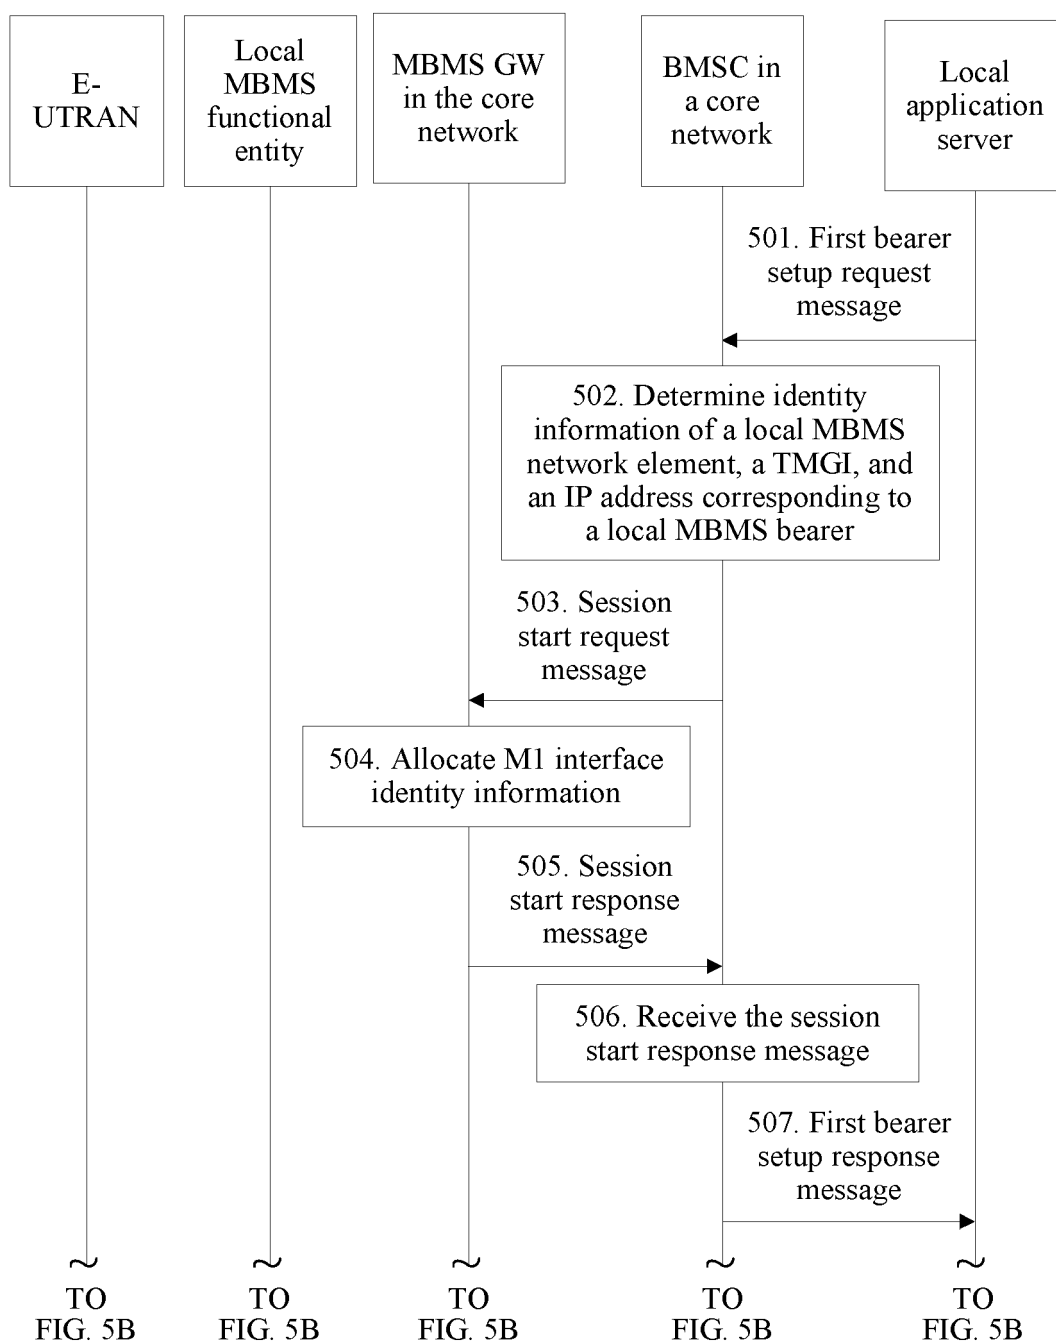 E-
UTRAN
Local
MBMS
functional
entity
MBMS GW
in the core
network
BMSC in
a core
network
Local
application
server
501. First bearer
setup request
message
502. Determine identity
information of a local MBMS
network element, a TMGI, and
an IP address corresponding to
a local MBMS bearer
503. Session
start request
message
504. Allocate M1 interface
identity information
505. Session
start response
message
506. Receive the session
start response message
507. First bearer
setup response
message
TO
FIG. 5B
TO
FIG. 5B
TO
FIG. 5B
TO
FIG. 5B
TO
FIG. 5B